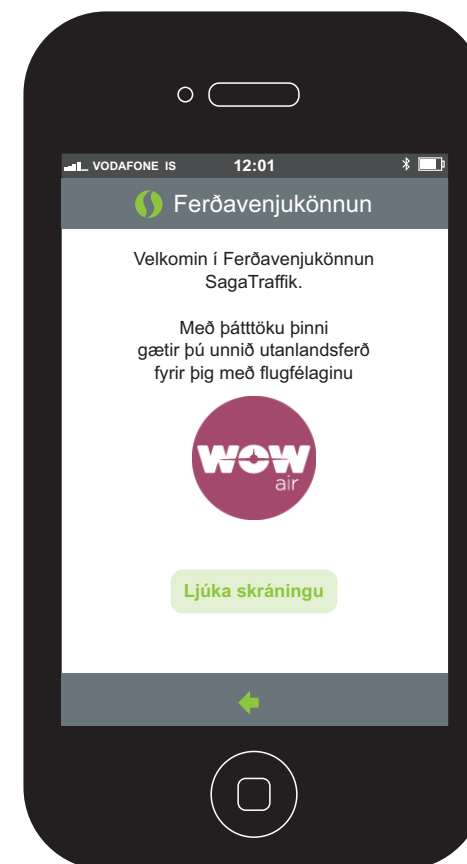 VODAFONE IS 12:01
Ferðavenjukönnun
Velkomin í Ferðavenjukönnun
SagaTraffik.
Með þátttöku þinni
gætir þú unnið utanlandsferð
fyrir þig með flugfélaginu
WOW
air
Ljúka skráningu